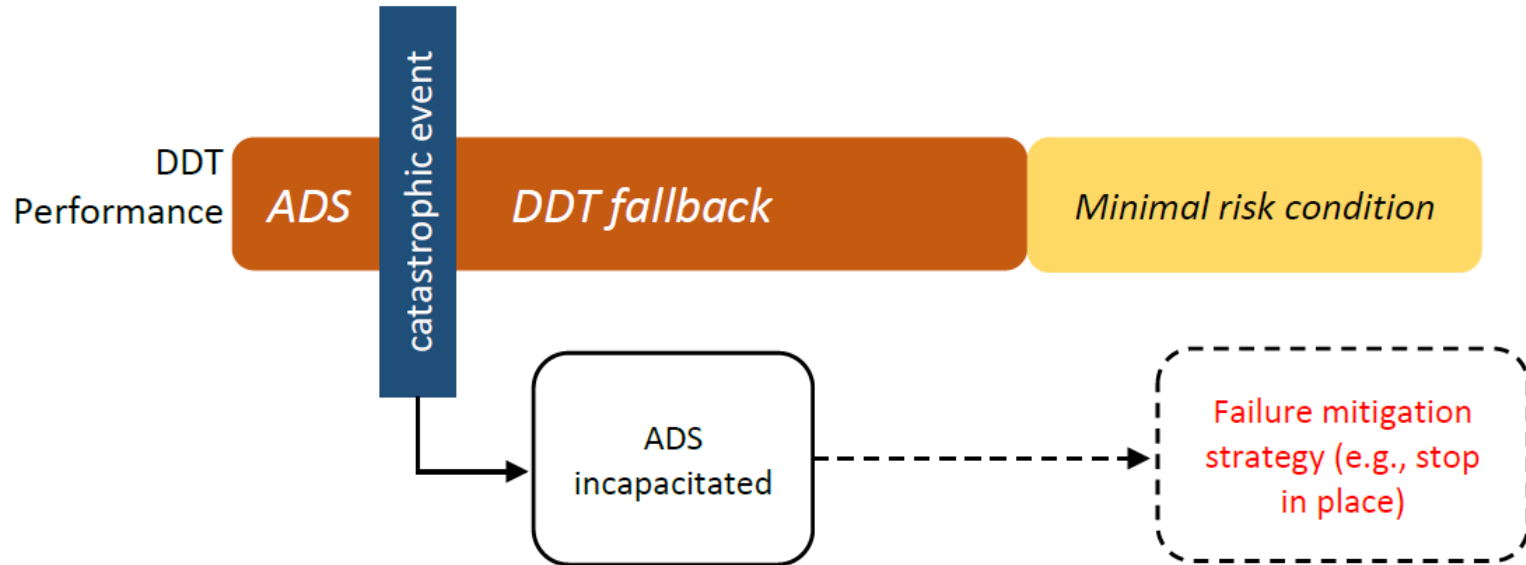 catastrophic event
DDT
Performance
ADS
DDT fallback
Minimal risk condition
ADS
incapacitated
Failure mitigation
strategy (e.g., stop
in place)